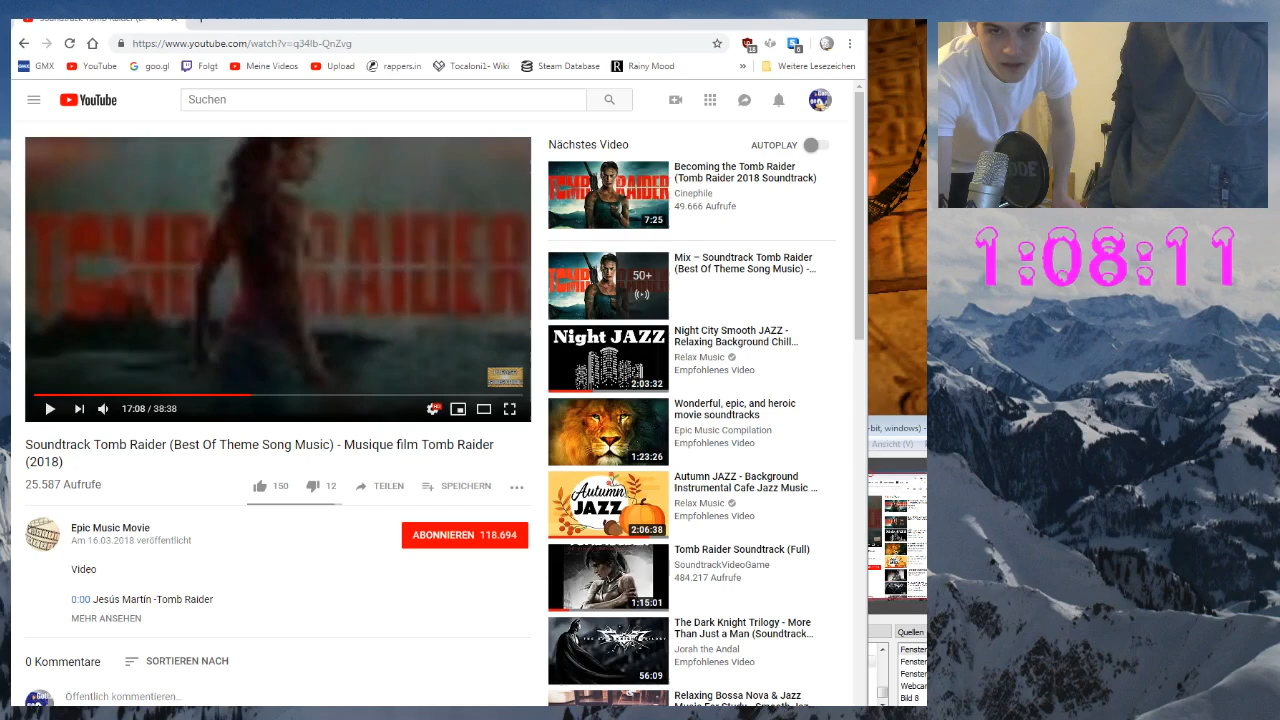 https://www.youtube.com/watch?v=q34Ib-QnZvg
GMX
YouTube
goo.gl
Folgt
Meine Videos
Upload
rappers.in
Tocaloni1- Wiki
Steam Database
Rainy Mood
»
Weitere Lesezeichen
YouTube
Suchen
TOMB RAIDER
17:08 / 38:38
Soundtrack Tomb Raider (Best Of Theme Song Music) - Musique film Tomb Raider
(2018)
25.587 Aufrufe
150
12
TEILEN
SPEICHERN
Epic Music Movie
Am 16.03.2018 veröffentlicht
ABONNIEREN 118.694
Video
0:00 Jesús Martín -Tomb Raider
MEHR ANSEHEN
0 Kommentare
SORTIEREN NACH
Öffentlich kommentieren...
Nächstes Video
AUTOPLAY
TOMB RAIDER
7:25
Becoming the Tomb Raider
(Tomb Raider 2018 Soundtrack)
Cinephile
49.666 Aufrufe
50+
Mix – Soundtrack Tomb Raider
(Best Of Theme Song Music) -...
Night JAZZ
2:03:32
Night City Smooth JAZZ -
Relaxing Background Chill...
Relax Music
Empfohlenes Video
1:23:26
Wonderful, epic, and heroic
movie soundtracks
Epic Music Compilation
Empfohlenes Video
Autumn
JAZZ
2:06:38
Autumn JAZZ - Background
Instrumental Cafe Jazz Music ...
Relax Music
Empfohlenes Video
1:15:01
Tomb Raider Soundtrack (Full)
SoundtrackVideoGame
484.217 Aufrufe
56:09
The Dark Knight Trilogy - More
Than Just a Man (Soundtrack...
Jorah the Andal
Empfohlenes Video
Relaxing Bossa Nova & Jazz
1:08:11
-bit, windows) -
Ansicht (V)
Quellen
Fenster
Fenster
Fenster
Webcar
Bild 8